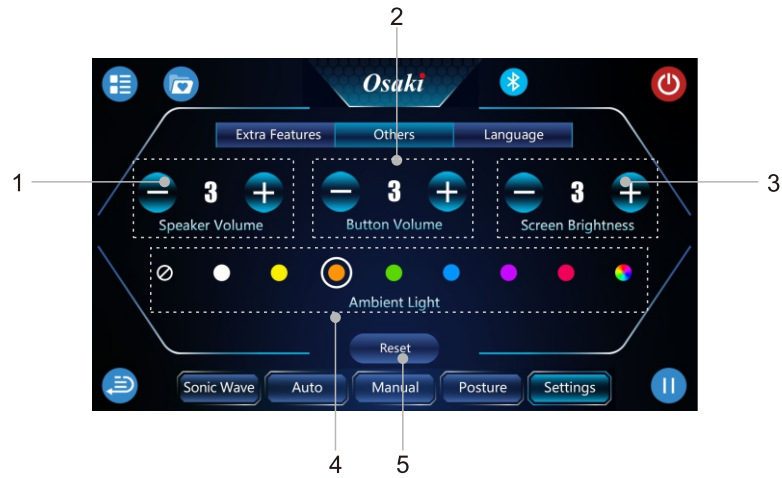 2
Osaki
Extra Features Others Language
1 3 3 3 3
Speaker Volume Button Volume Screen Brightness
Ambient Light
Reset
Sonic Wave Auto Manual Posture Settings
4 5